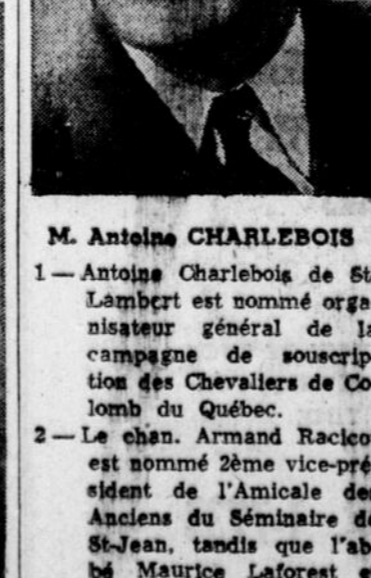 M. Antoine CHARLEBOIS
1 — Antoine Charlebois de St
Lambert est nommé orga
nisateur général de la
campagne de souscrip
tion des Chevaliers de Co
lomb du Québec.
2 — Le chan. Armand Racico
est nommé 2ème vice-pré
sident de l'Amicale de
Anciens du Séminaire de
St-Jean, tandis que l'ab
bé Maurice Laforest e